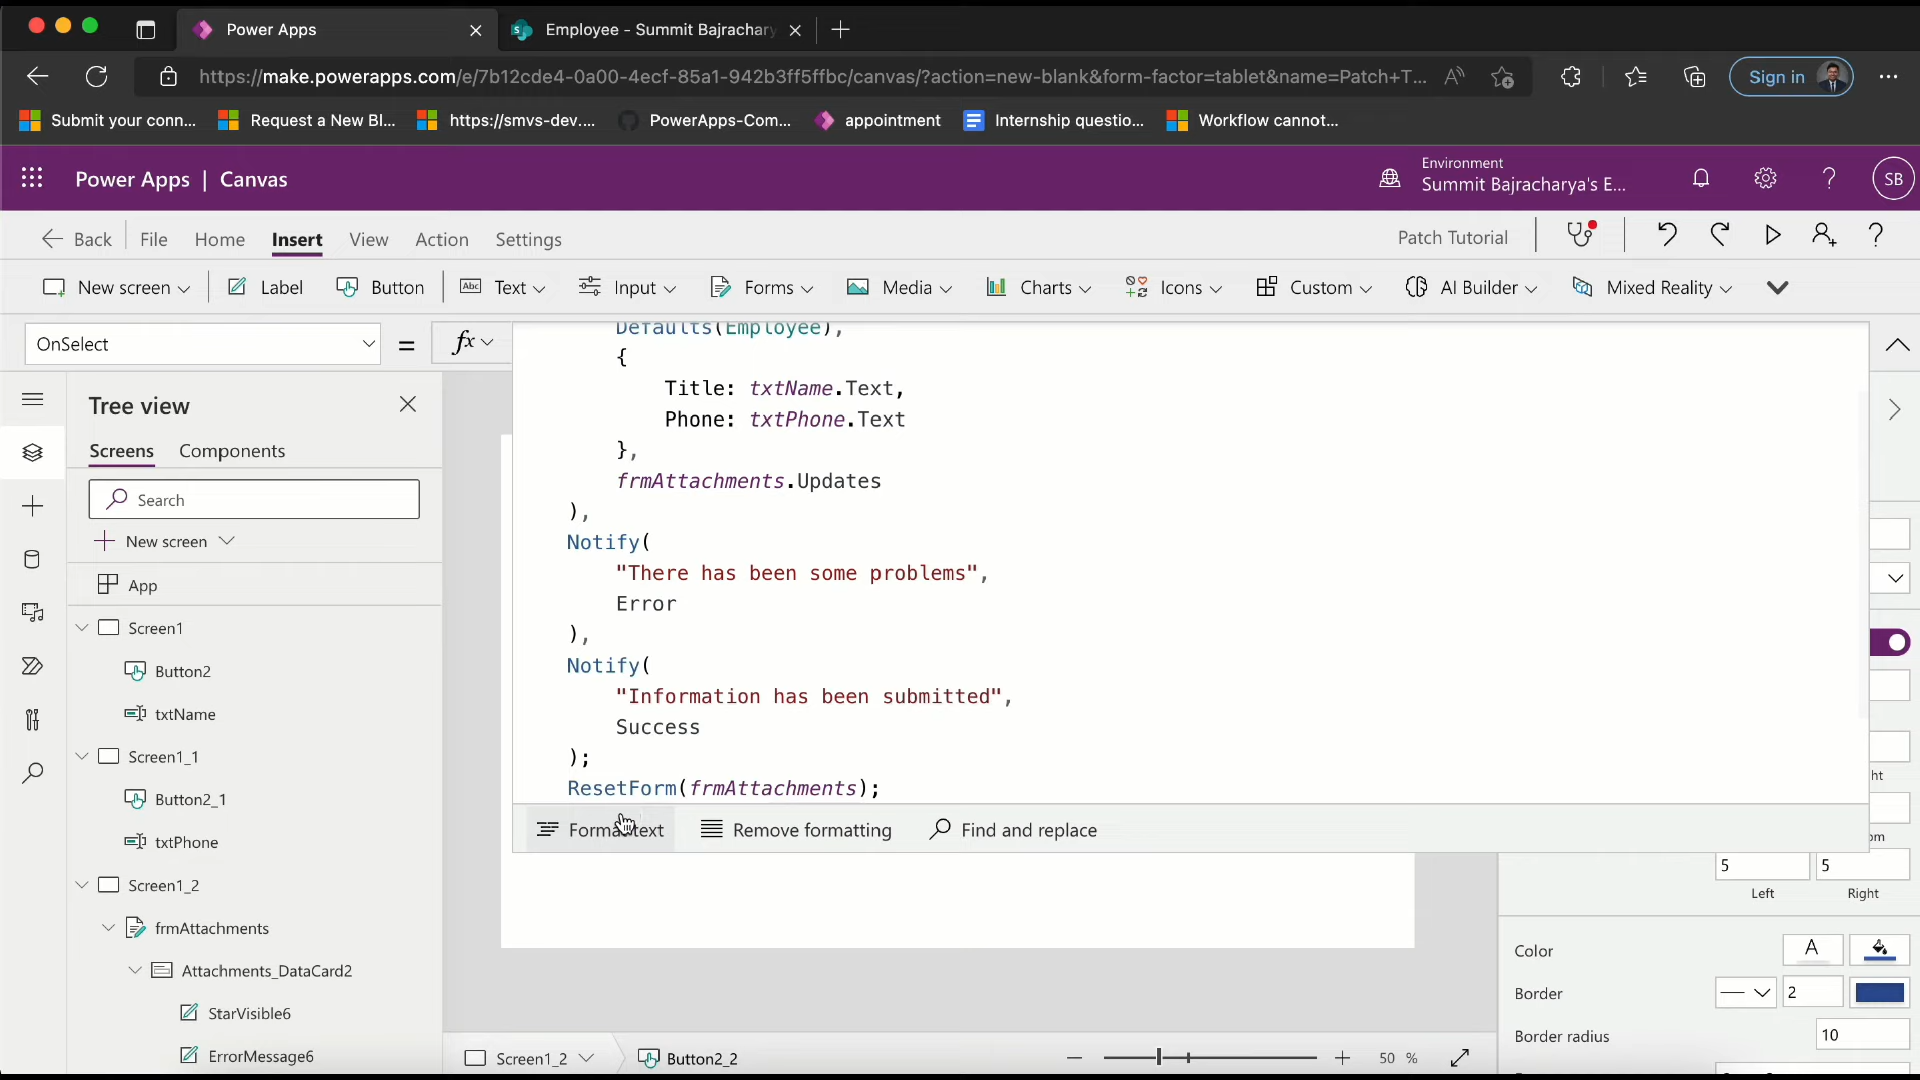 Power Apps
Employee - Summit Bajrachary
https://make.powerapps.com/e/7b12cde4-0a00-4ecf-85a1-942b3ff5ffbc/canvas/?action=new-blank&form-factor=tablet&name=Patch+T...
Sign in
Submit your conn...
Request a New BI...
https://smvs-dev....
PowerApps-Com...
appointment
Internship questio...
Workflow cannot...
Power Apps | Canvas
Environment
Summit Bajracharya's E...
SB
Back
File
Home
Insert
View
Action
Settings
Patch Tutorial
New screen
Label
Button
Abc Text
Input
Forms
Media
Charts
Icons
Custom
AI Builder
Mixed Reality
OnSelect
=
fx
Defaults(Employee),
{
Title: txtName.Text,
Phone: txtPhone.Text
},
frmAttachments.Updates
),
Notify(
"There has been some problems",
Error
),
Notify(
"Information has been submitted",
Success
);
ResetForm(frmAttachments);
Format text
Remove formatting
Find and replace
Tree view
Screens
Components
Search
New screen
App
Screen1
Button2
txtName
Screen1_1
Button2_1
txtPhone
Screen1_2
frmAttachments
Attachments_DataCard2
StarVisible6
ErrorMessage6
ht
om
5
5
Left
Right
Color
A
Border
2
Border radius
10
Screen1_2
Button2_2
50 %